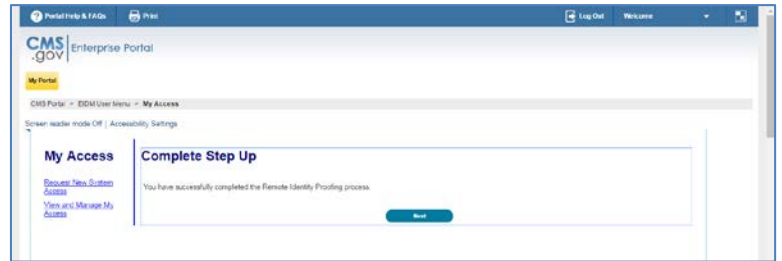 Portal Help & FAQs Print Log Out Welcome
CMS.gov Enterprise Portal
My Portal
CMS Portal > EIDM User Menu > My Access
Screen reader mode Off | Accessibility Settings
My Access
Request New System
Access
View and Manage My
Access
Complete Step Up
You have successfully completed the Remote Identity Proofing process.
Next